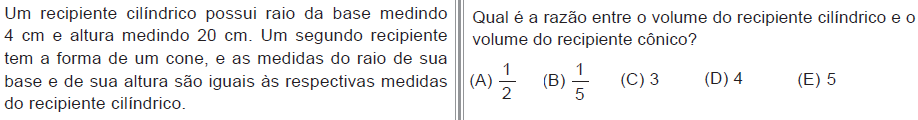 Um recipiente cilíndrico possui raio da base medindo
4 cm e altura medindo 20 cm. Um segundo recipiente
tem a forma de um cone, e as medidas do raio de sua
base e de sua altura são iguais às respectivas medidas
do recipiente cilíndrico.
Qual é a razão entre o volume do recipiente cilíndrico e o
volume do recipiente cônico?
(A) 1/2 (B) 1/5 (C) 3 (D) 4 (E) 5